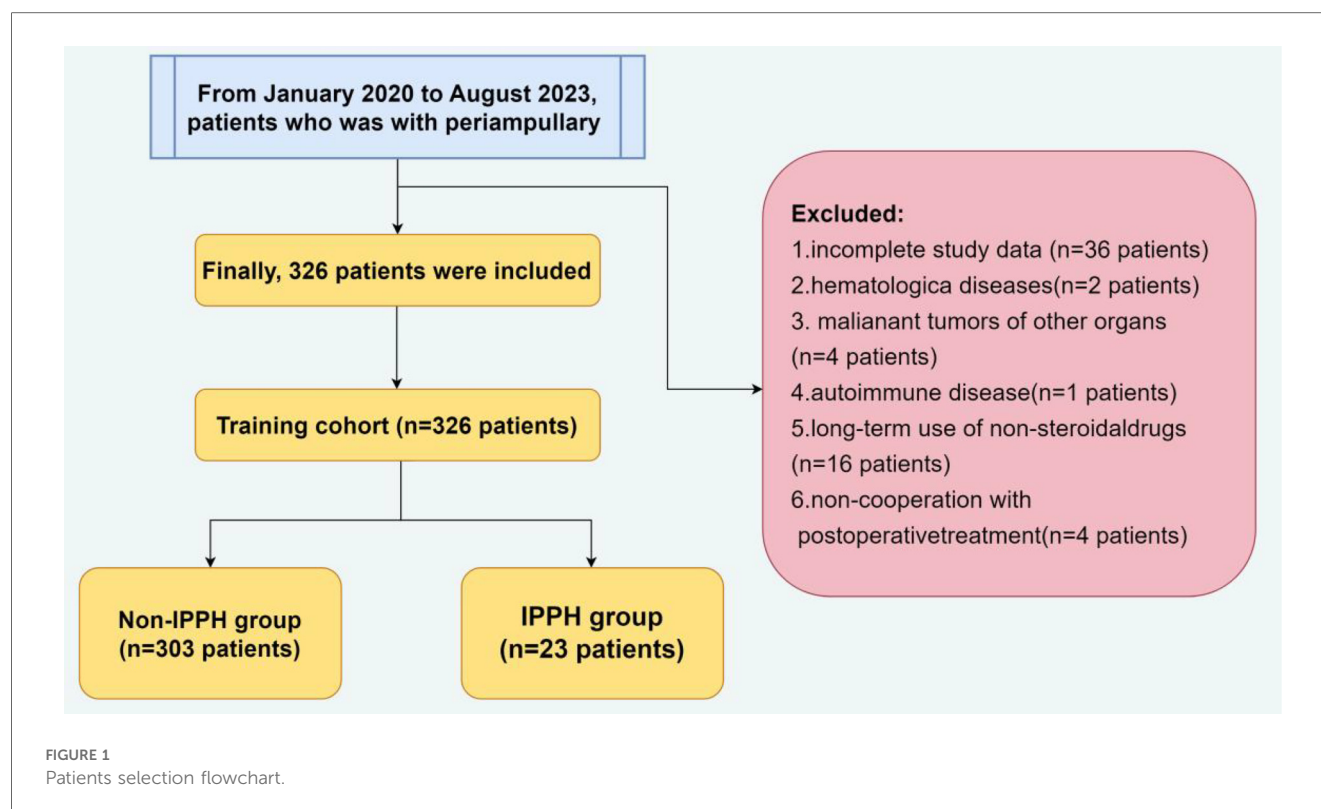 From January 2020 to August 2023,
patients who was with periampullary
Finally, 326 patients were included
Training cohort (n=326 patients)
Non-IPPH group
(n=303 patients)
IPPH group
(n=23 patients)
Excluded:
1.incomplete study data (n=36 patients)
2.hematologica diseases(n=2 patients)
3. malianant tumors of other organs
(n=4 patients)
4.autoimmune disease(n=1 patients)
5.long-term use of non-steroidaldrugs
(n=16 patients)
6.non-cooperation with
postoperativetreatment(n=4 patients)
FIGURE 1
Patients selection flowchart.